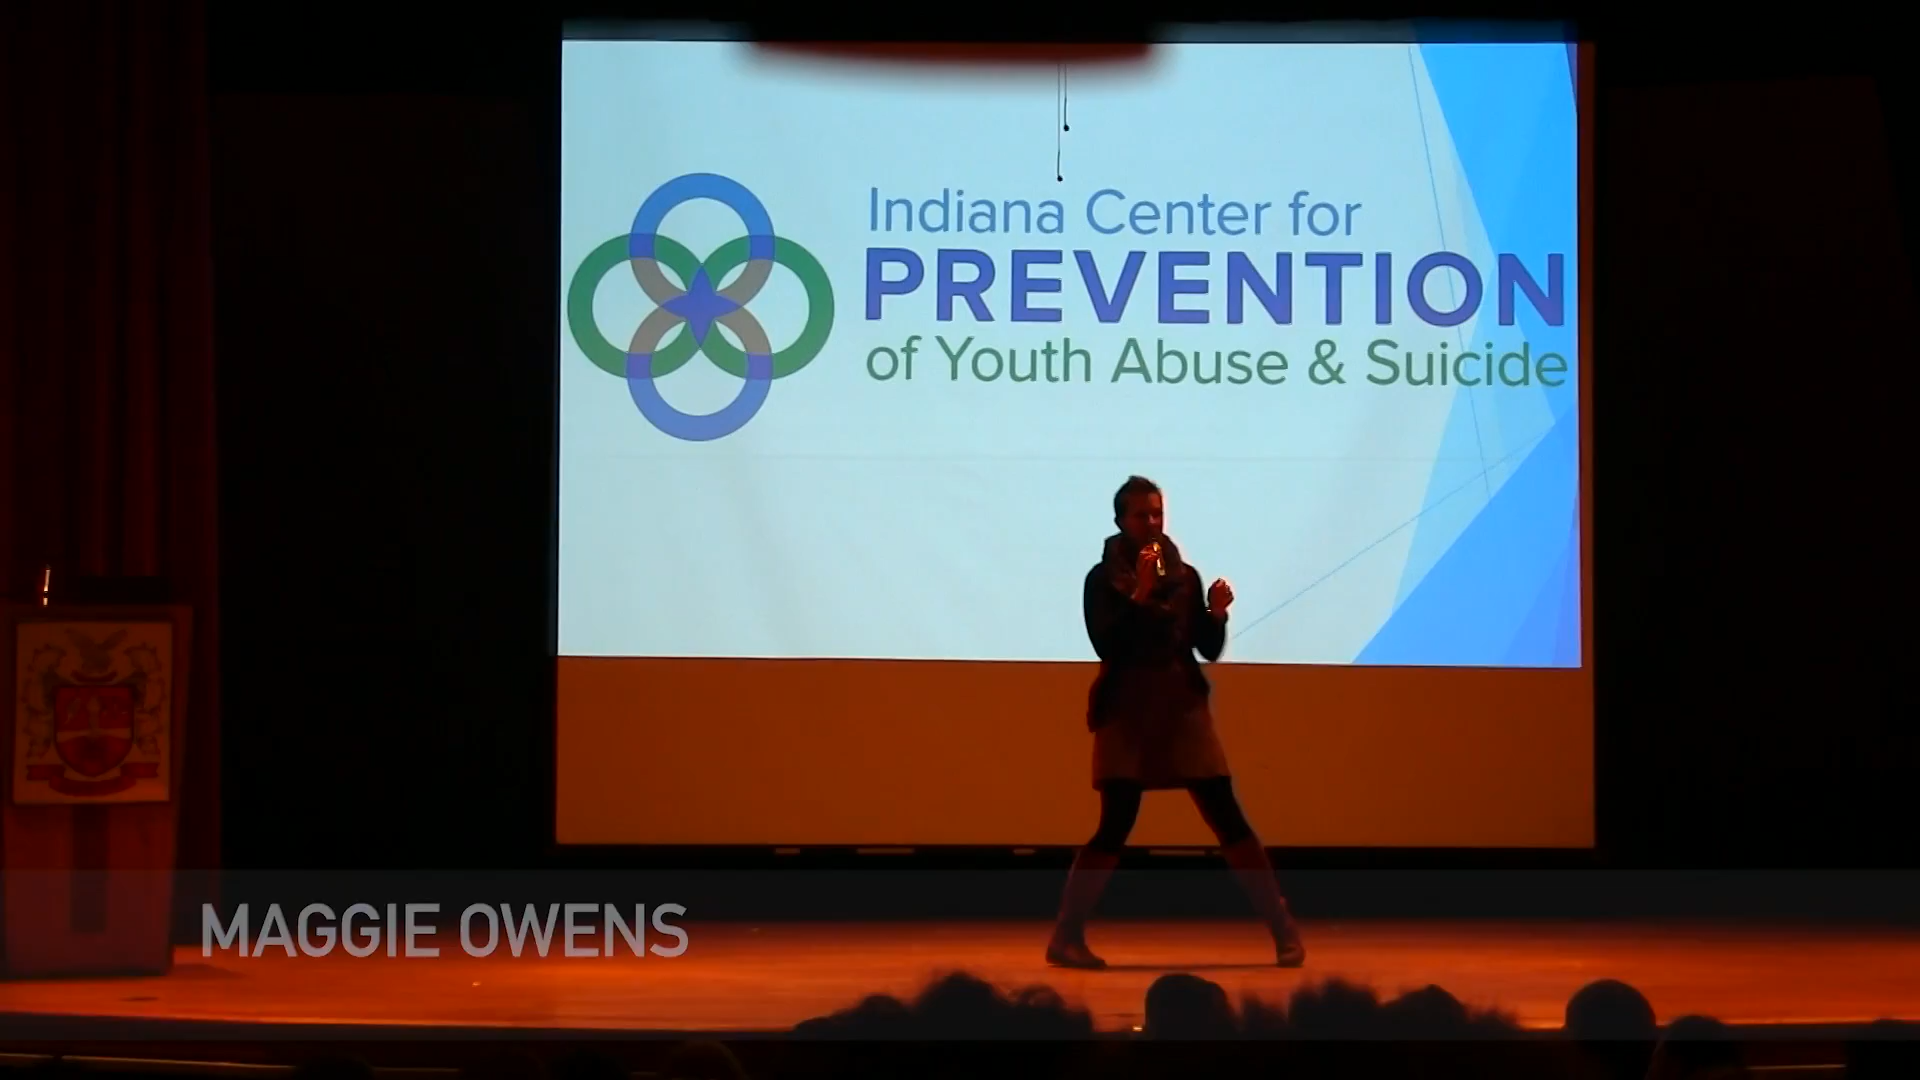 Indiana Center for
PREVENTION
of Youth Abuse & Suicide
MAGGIE OWENS